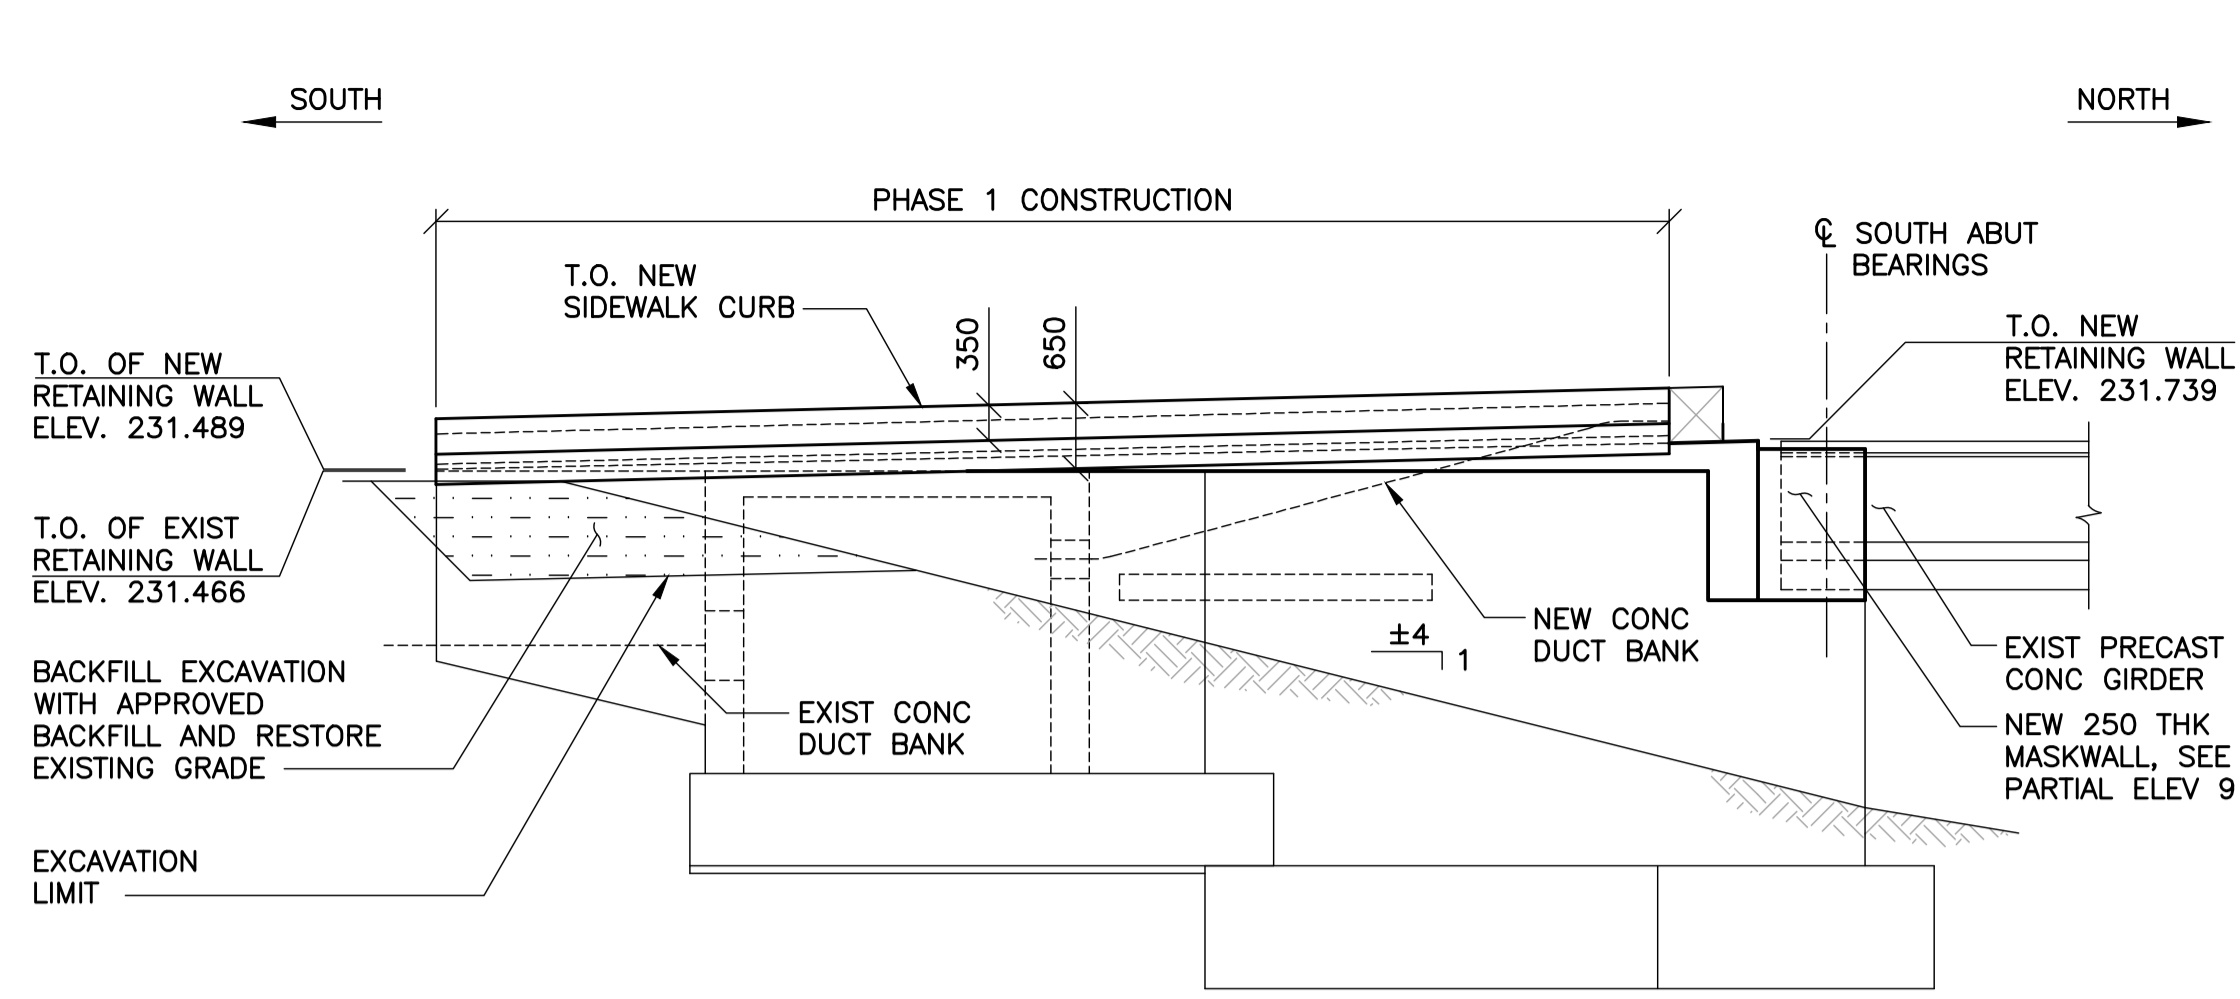 SOUTH
NORTH
PHASE 1 CONSTRUCTION
℄ SOUTH ABUT
BEARINGS
T.O. NEW
SIDEWALK CURB
350
650
T.O. NEW
RETAINING WALL
ELEV. 231.739
T.O. OF NEW
RETAINING WALL
ELEV. 231.489
T.O. OF EXIST
RETAINING WALL
ELEV. 231.466
BACKFILL EXCAVATION
WITH APPROVED
BACKFILL AND RESTORE
EXISTING GRADE
EXCAVATION
LIMIT
EXIST CONC
DUCT BANK
±4
1
NEW CONC
DUCT BANK
EXIST PRECAST
CONC GIRDER
NEW 250 THK
MASKWALL, SEE
PARTIAL ELEV 9